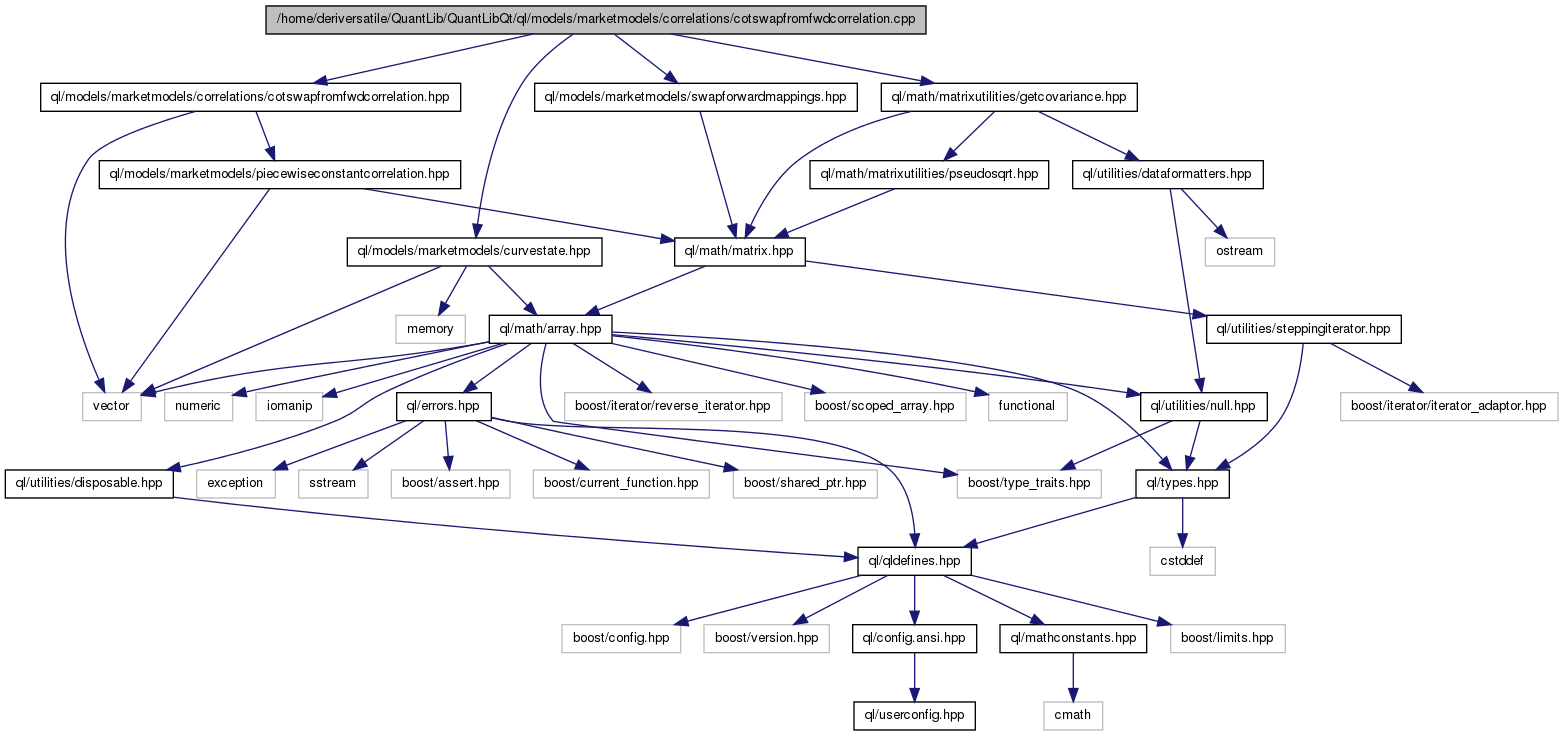 /home/deriversatile/QuantLib/QuantLibQt/ql/models/marketmodels/correlations/cotswapfromfwdcorrelation.cpp
ql/models/marketmodels/correlations/cotswapfromfwdcorrelation.hpp
ql/models/marketmodels/swapforwardmappings.hpp
ql/math/matrixutilities/getcovariance.hpp
ql/models/marketmodels/piecewiseconstantcorrelation.hpp
ql/math/matrixutilities/pseudosqrt.hpp
ql/utilities/dataformatters.hpp
ql/models/marketmodels/curvestate.hpp
ql/math/matrix.hpp
ostream
memory
ql/math/array.hpp
ql/utilities/steppingiterator.hpp
vector
numeric
iomanip
ql/errors.hpp
boost/iterator/reverse_iterator.hpp
boost/scoped_array.hpp
functional
ql/utilities/null.hpp
boost/iterator/iterator_adaptor.hpp
ql/utilities/disposable.hpp
exception
sstream
boost/assert.hpp
boost/current_function.hpp
boost/shared_ptr.hpp
boost/type_traits.hpp
ql/types.hpp
ql/qldefines.hpp
cstddef
boost/config.hpp
boost/version.hpp
ql/config.ansi.hpp
ql/mathconstants.hpp
boost/limits.hpp
ql/userconfig.hpp
cmath